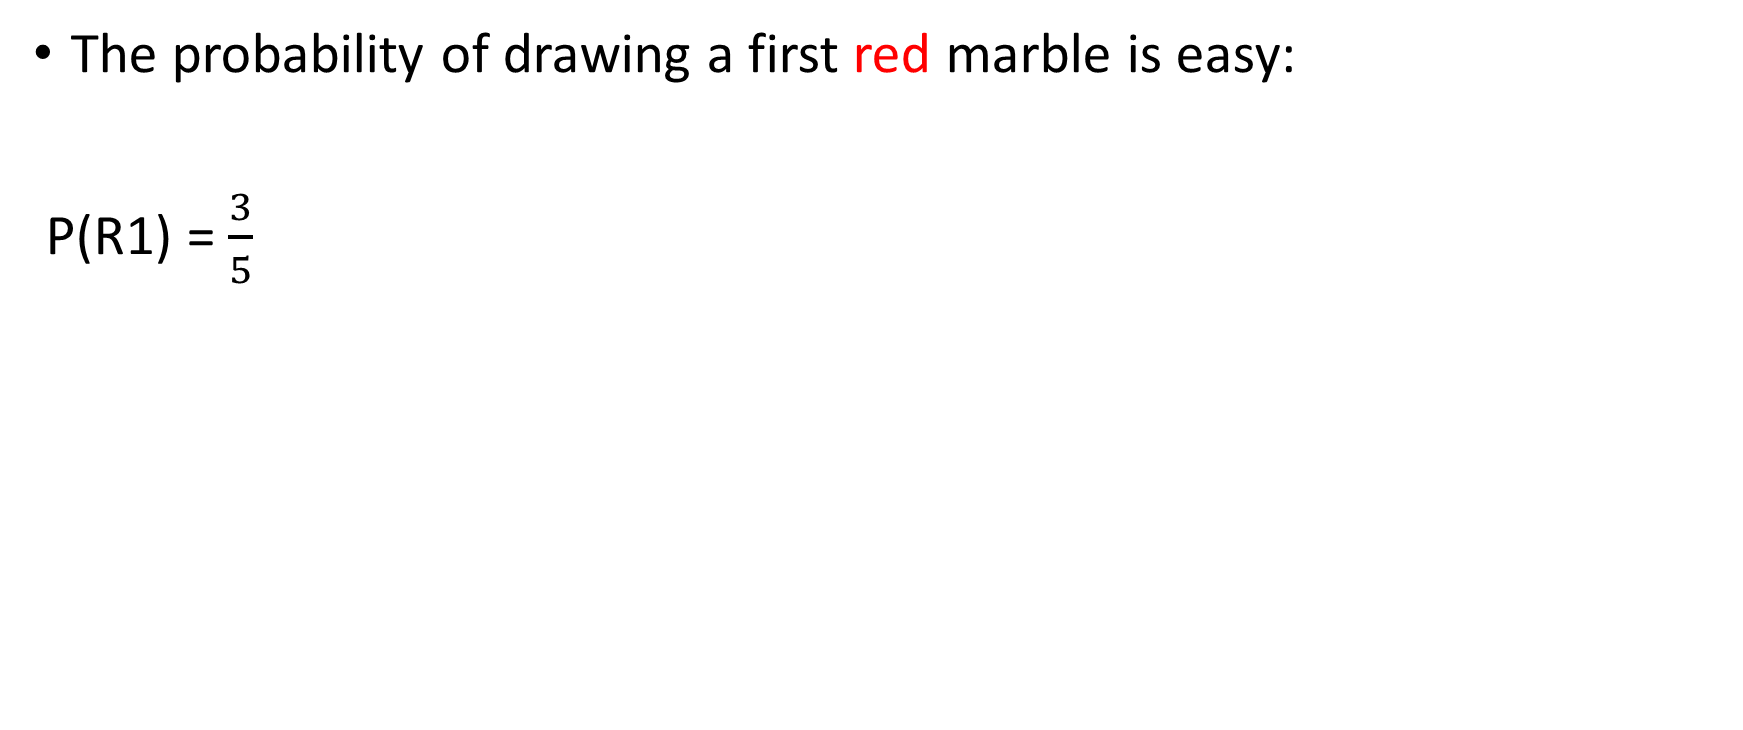 • The probability of drawing a first red marble is easy:
P(R1) = 3/5